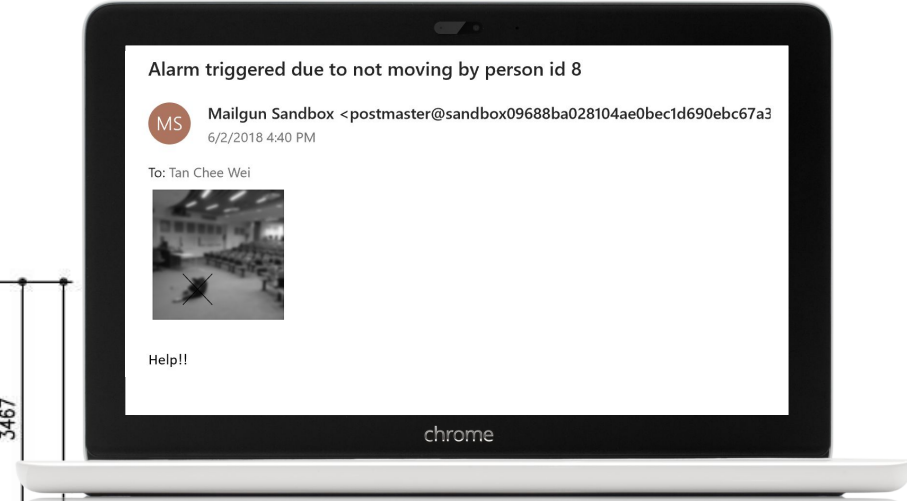 Alarm triggered due to not moving by person id 8
MS
Mailgun Sandbox <postmaster@sandbox09688ba028104ae0bec1d690ebc67a3
6/2/2018 4:40 PM
To: Tan Chee Wei
Help!!
chrome
3467